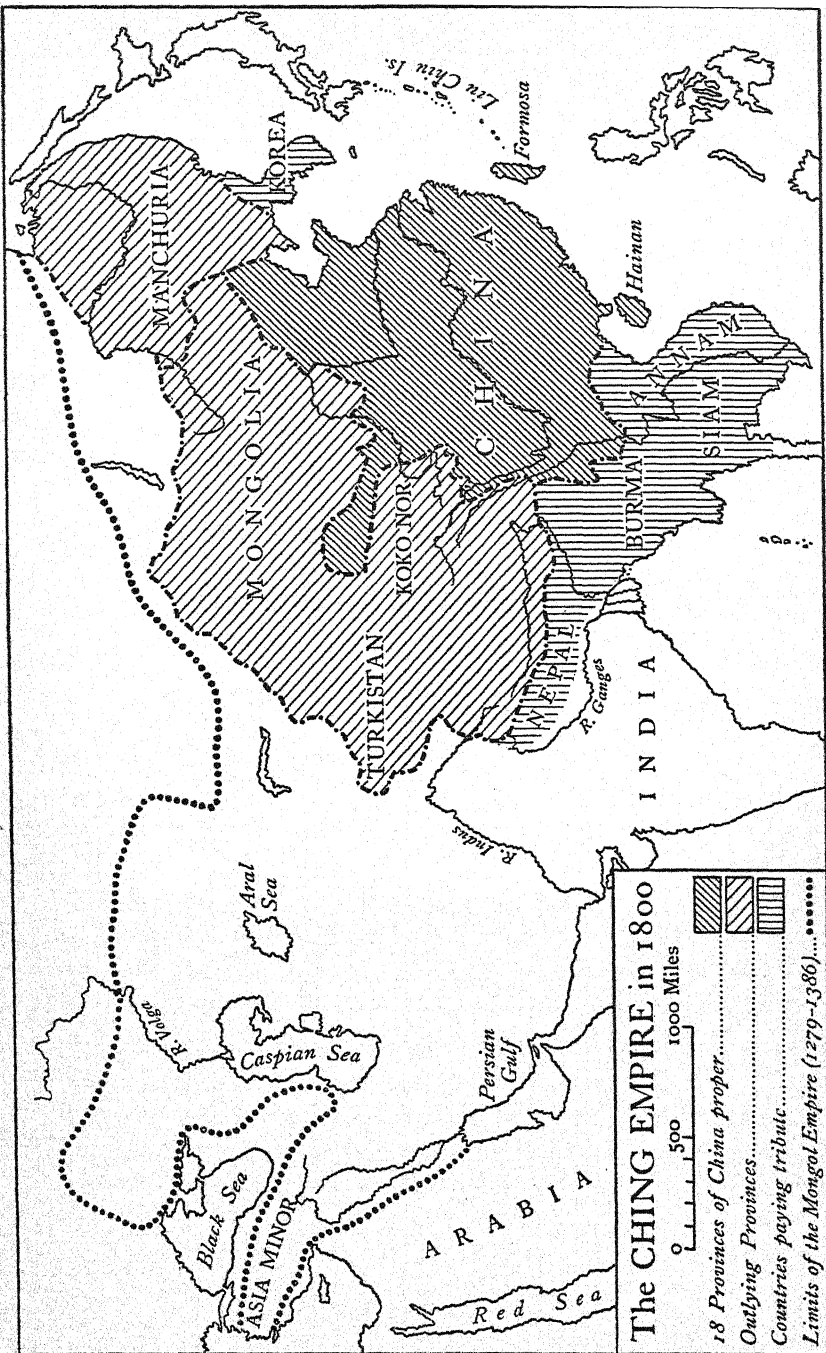 The CHING EMPIRE in 1800
0 500 1000 Miles
18 Provinces of China proper
Outlying Provinces
Countries paying tribute
Limits of the Mongol Empire (1279-1386)
MANCHURIA
KOREA
Liu Chiu Is.
Formosa
MONGOLIA
CHINA
Hainan
KOKO NOR
TURKISTAN
ANNAM
SIAM
BURMA
NEPAL
R. Ganges
INDIA
R. Indus
Aral
Sea
R. Volga
Caspian Sea
Persian
Gulf
Black Sea
ASIA MINOR
ARABIA
Red Sea